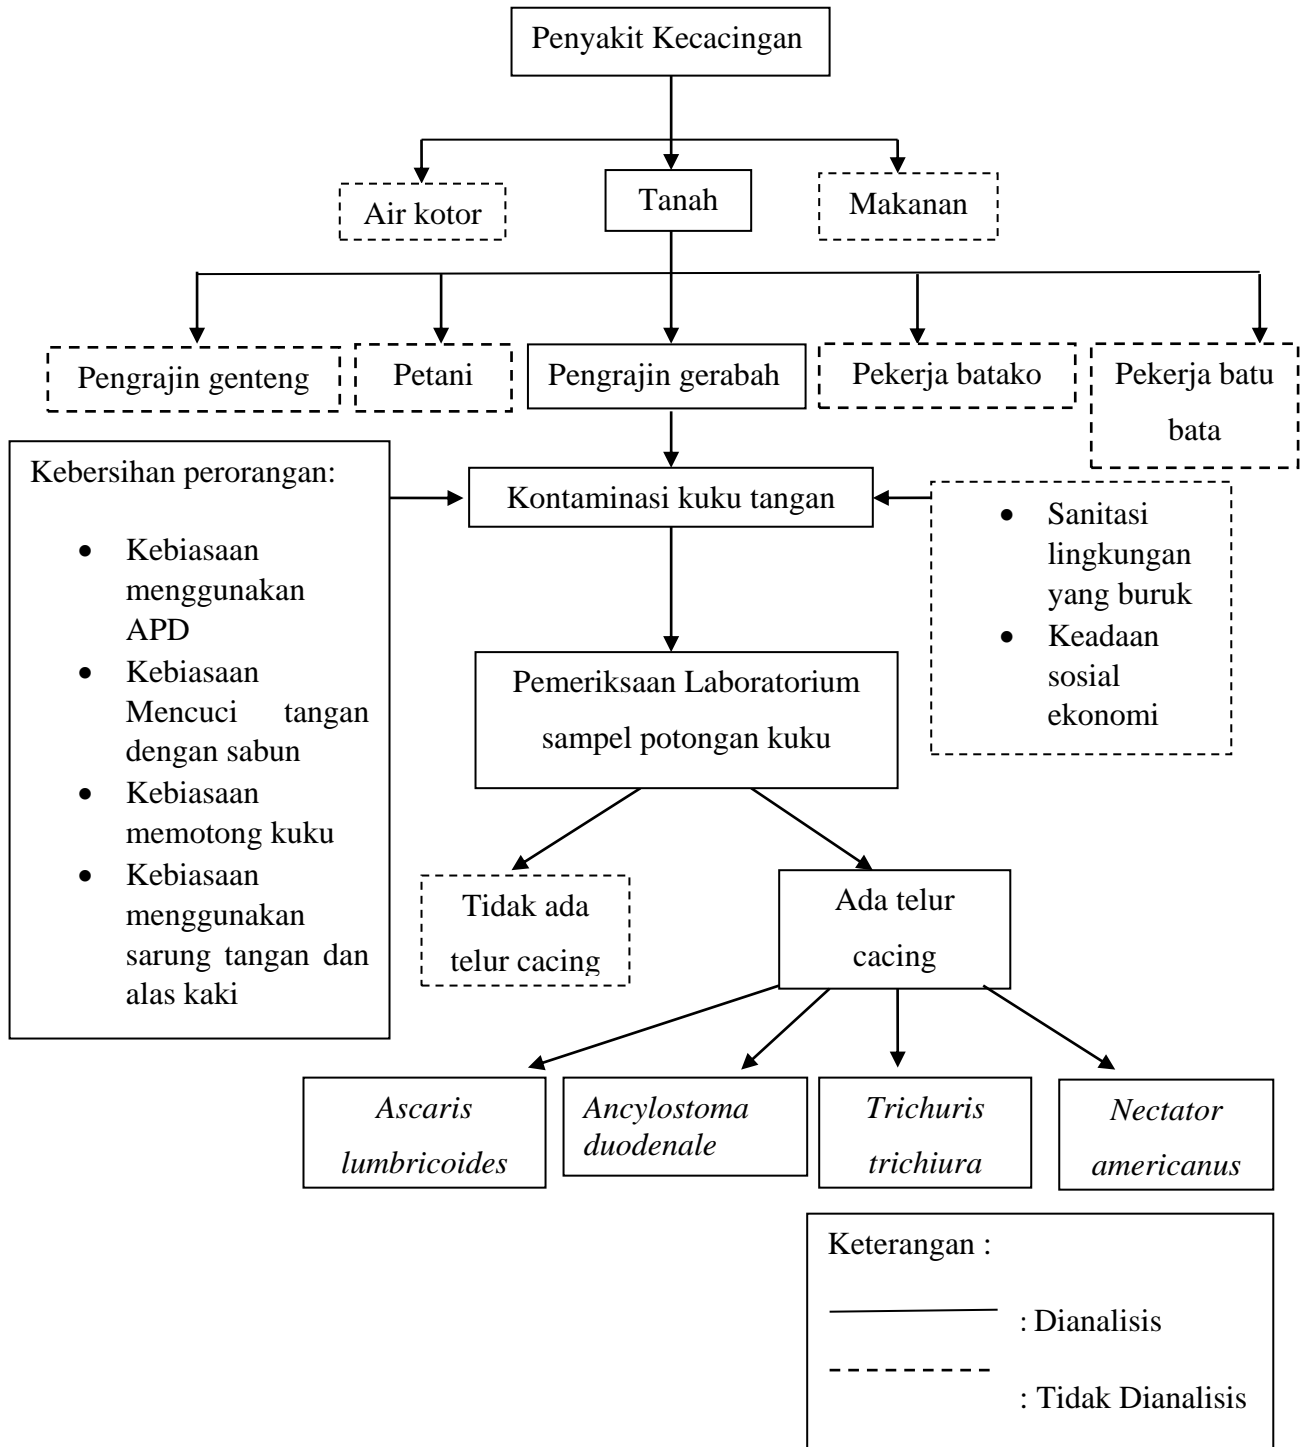 Penyakit Kecacingan
Air kotor
Tanah
Makanan
Pengrajin genteng
Petani
Pengrajin gerabah
Pekerja batako
Pekerja batu
bata
Kebersihan perorangan:
• Kebiasaan
menggunakan
APD
• Kebiasaan
Mencuci tangan
dengan sabun
• Kebiasaan
memotong kuku
• Kebiasaan
menggunakan
sarung tangan dan
alas kaki
Kontaminasi kuku tangan
• Sanitasi
lingkungan
yang buruk
• Keadaan
sosial
ekonomi
Pemeriksaan Laboratorium
sampel potongan kuku
Tidak ada
telur cacing
Ada telur
cacing
Ascaris
lumbricoides
Ancylostoma
duodenale
Trichuris
trichiura
Nectator
americanus
Keterangan :
: Dianalisis
: Tidak Dianalisis